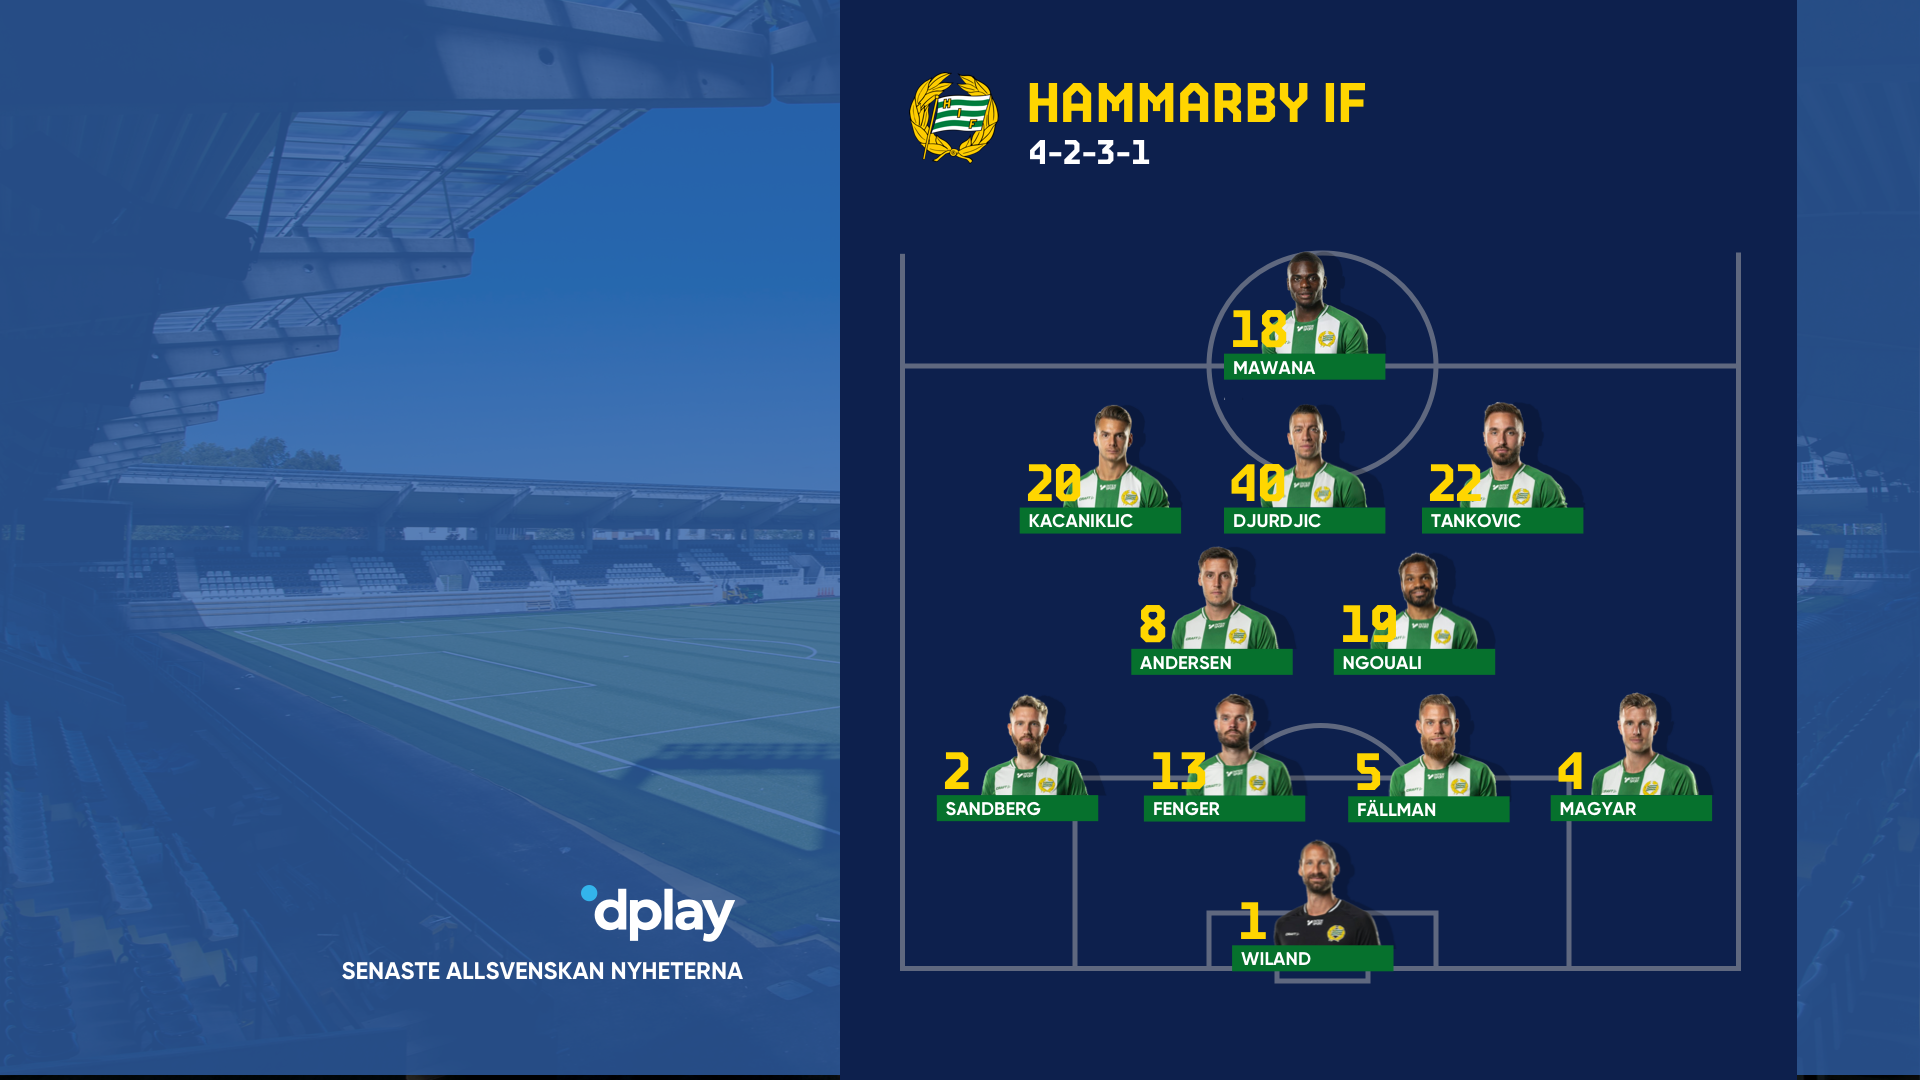 HAMMARBY IF
4-2-3-1
H
I
F
18
MAWANA
20
KACANIKLIC
40
DJURDJIC
22
TANKOVIC
8
ANDERSEN
19
NGOUALI
2
SANDBERG
13
FENGER
5
FÄLLMAN
4
MAGYAR
1
WILAND
dplay
SENASTE ALLSVENSKAN NYHETERNA